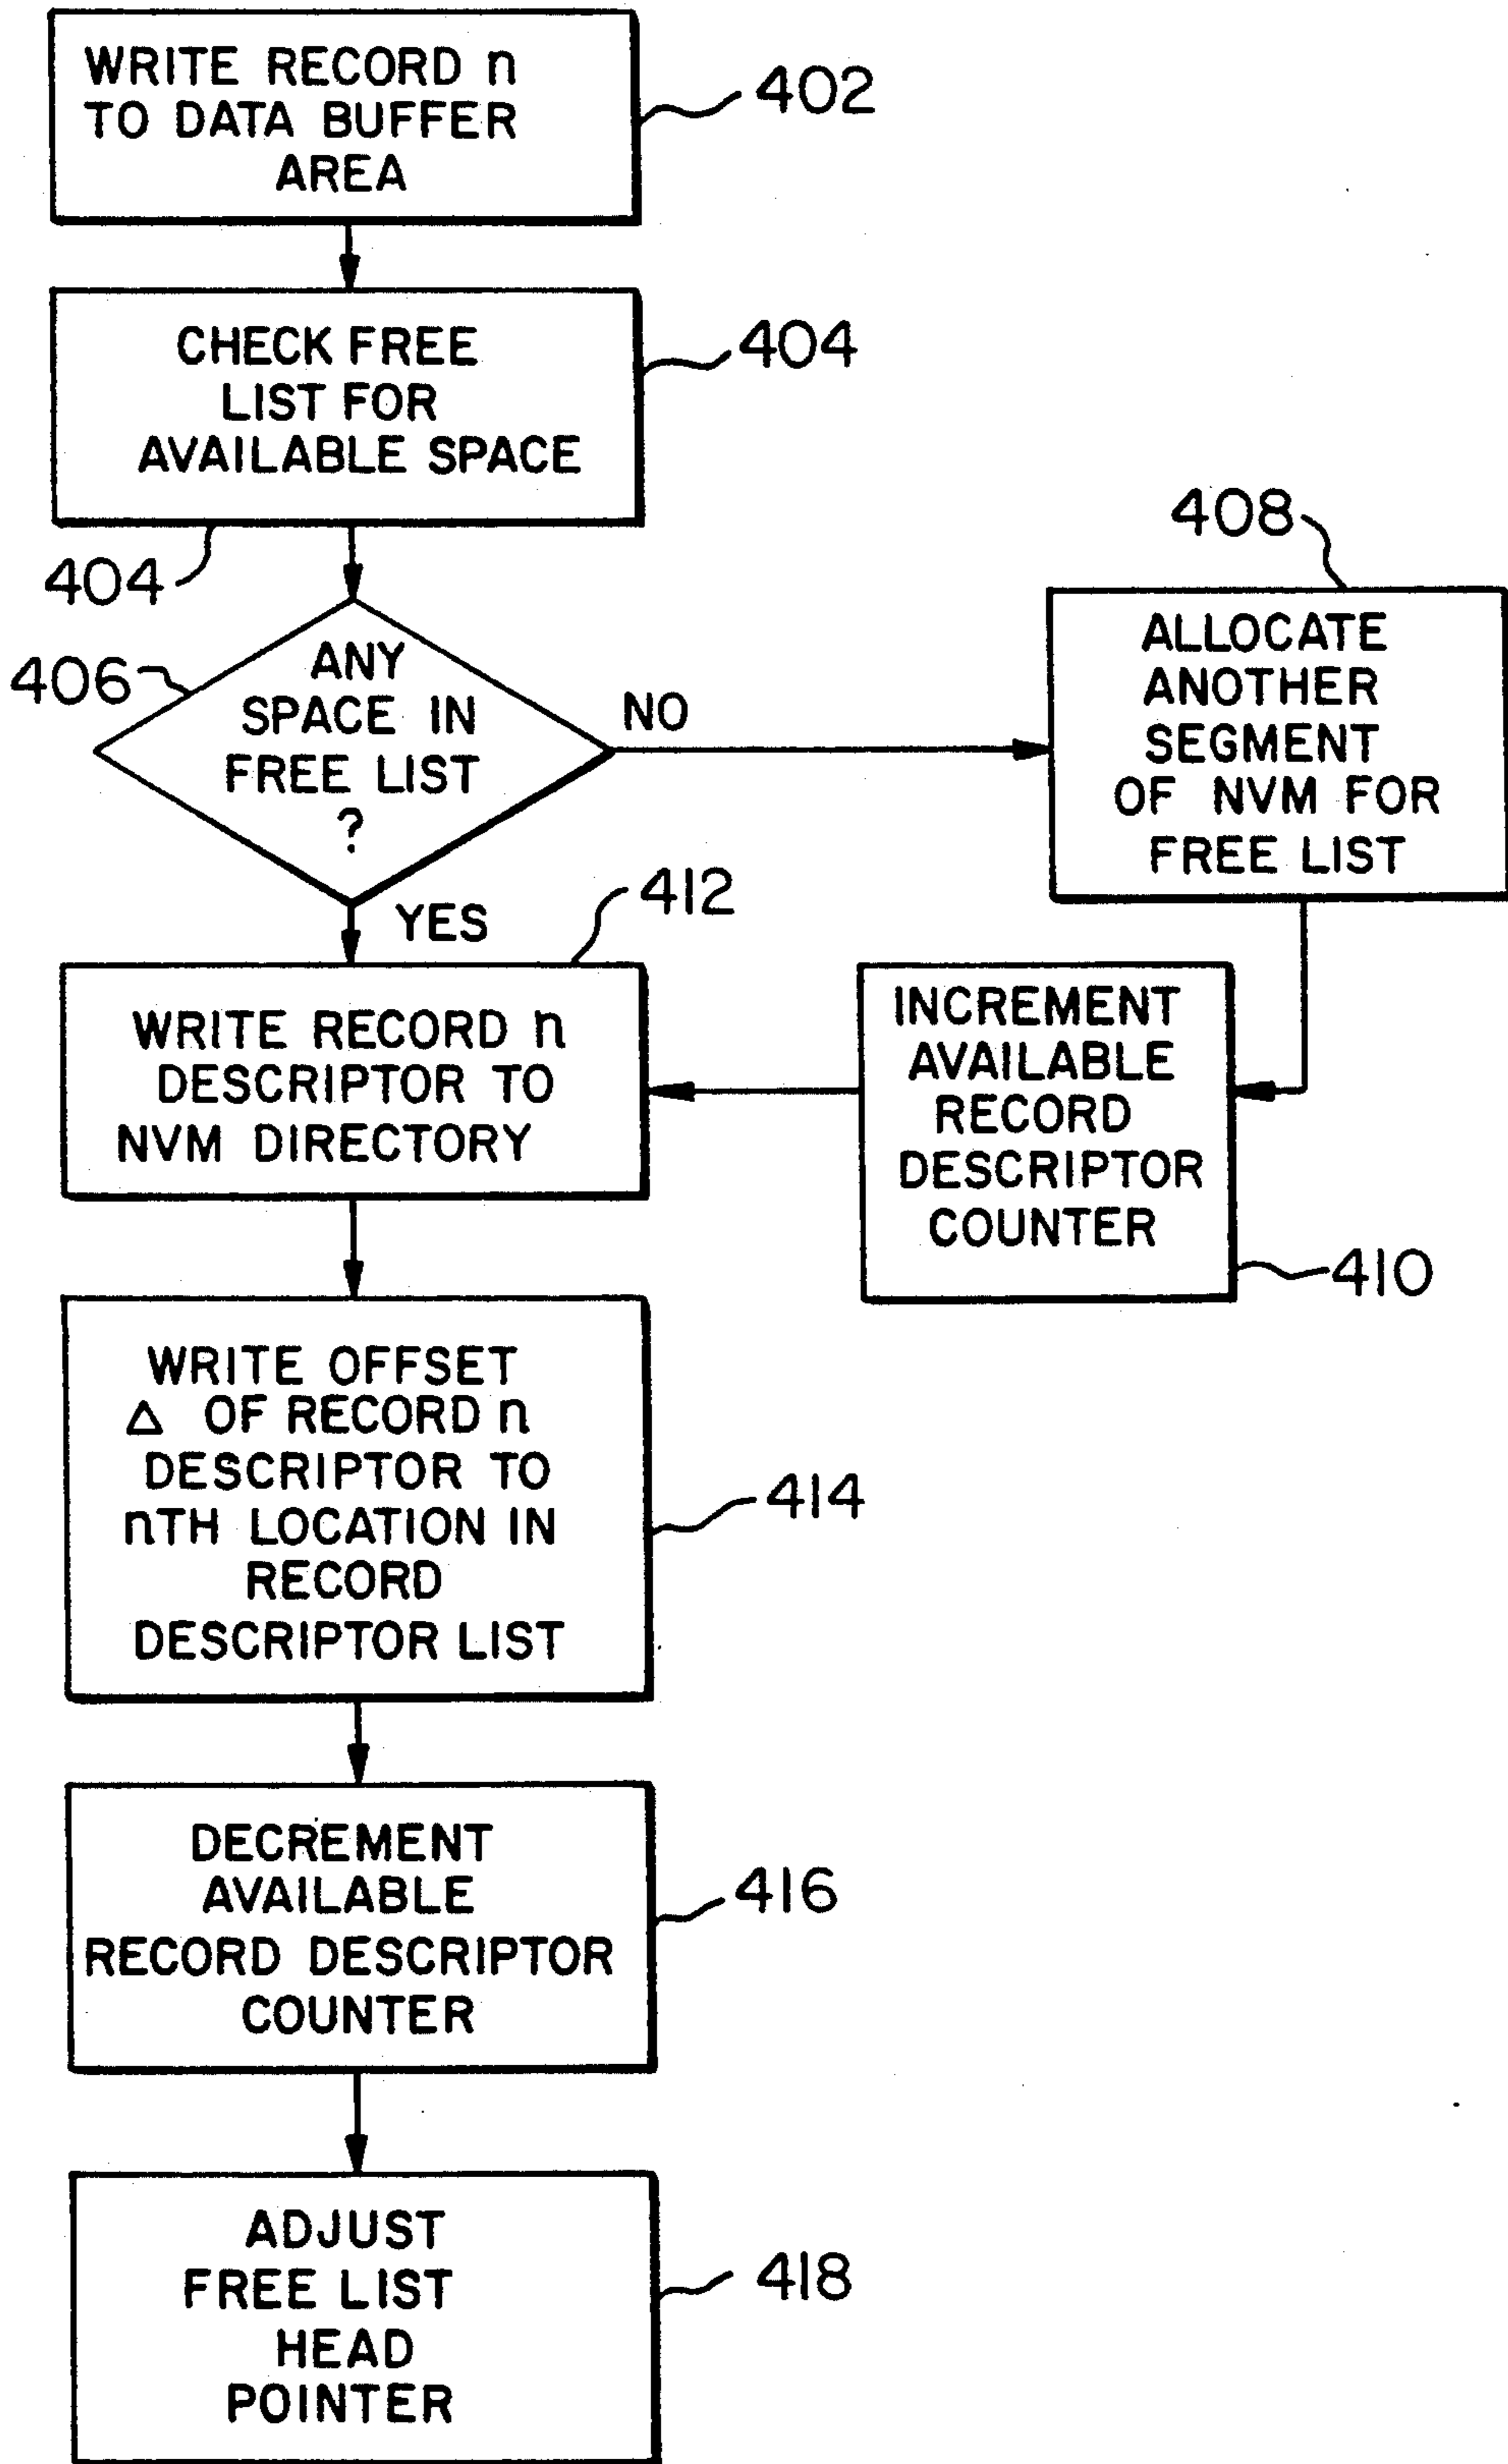 WRITE RECORD n
TO DATA BUFFER
AREA
402
CHECK FREE
LIST FOR
AVAILABLE SPACE
404
404
406
ANY
SPACE IN
FREE LIST
?
NO
YES
408
ALLOCATE
ANOTHER
SEGMENT
OF NVM FOR
FREE LIST
INCREMENT
AVAILABLE
RECORD
DESCRIPTOR
COUNTER
410
412
WRITE RECORD n
DESCRIPTOR TO
NVM DIRECTORY
WRITE OFFSET
Δ OF RECORD n
DESCRIPTOR TO
nTH LOCATION IN
RECORD
DESCRIPTOR LIST
414
DECREMENT
AVAILABLE
RECORD DESCRIPTOR
COUNTER
416
ADJUST
FREE LIST
HEAD
POINTER
418